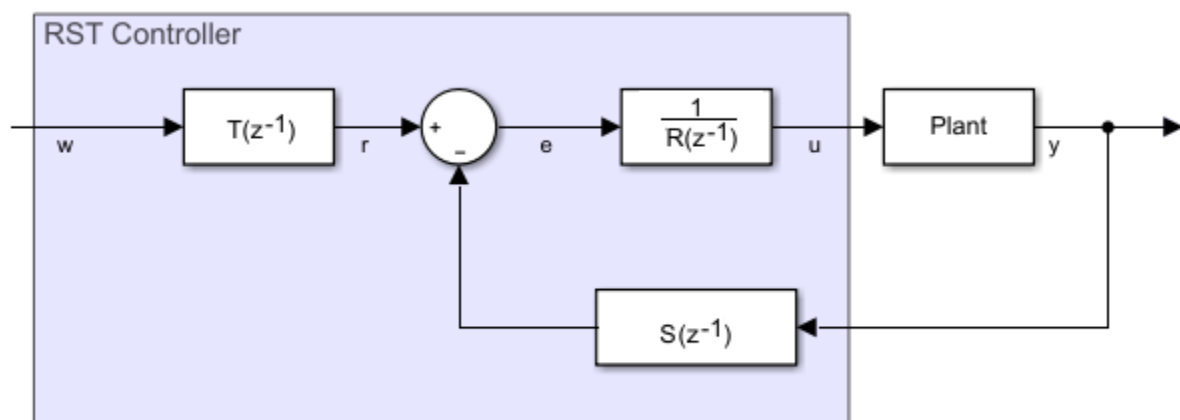 RST Controller
w
T(z-1)
r
+
−
e
1
R(z-1)
u
Plant
y
S(z-1)